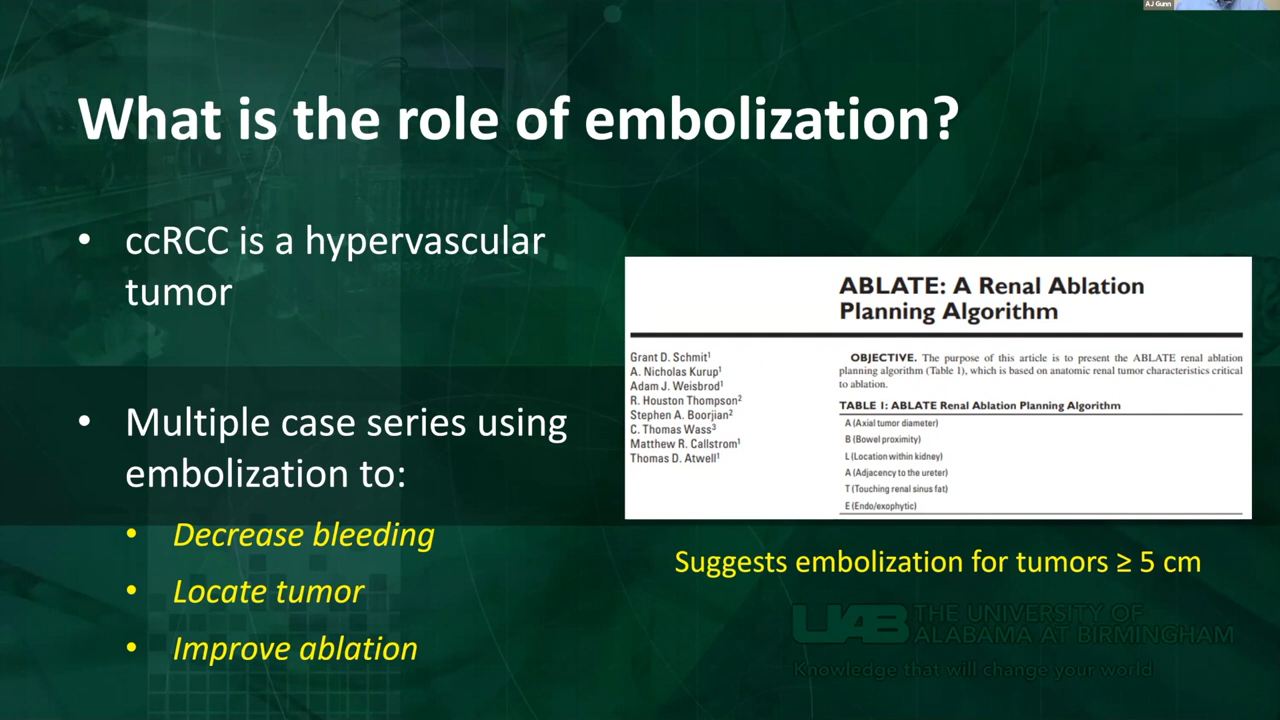 AJ Gunn
What is the role of embolization?
• ccRCC is a hypervascular
tumor
• Multiple case series using
embolization to:
• Decrease bleeding
• Locate tumor
• Improve ablation
ABLATE: A Renal Ablation
Planning Algorithm
Grant D. Schmit¹
A. Nicholas Kurup¹
Adam J. Weisbrod¹
R. Houston Thompson²
Stephen A. Boorjian²
C. Thomas Wass³
Matthew R. Callstrom¹
Thomas D. Atwell¹
OBJECTIVE. The purpose of this article is to present the ABLATE renal ablation
planning algorithm (Table 1), which is based on anatomic renal tumor characteristics critical
to ablation.
TABLE 1: ABLATE Renal Ablation Planning Algorithm
A (Axial tumor diameter)
B (Bowel proximity)
L (Location within kidney)
A (Adjacency to the ureter)
T (Touching renal sinus fat)
E (Endo/exophytic)
Suggests embolization for tumors ≥ 5 cm
UAB THE UNIVERSITY OF
ALABAMA AT BIRMINGHAM
Knowledge that will change your world